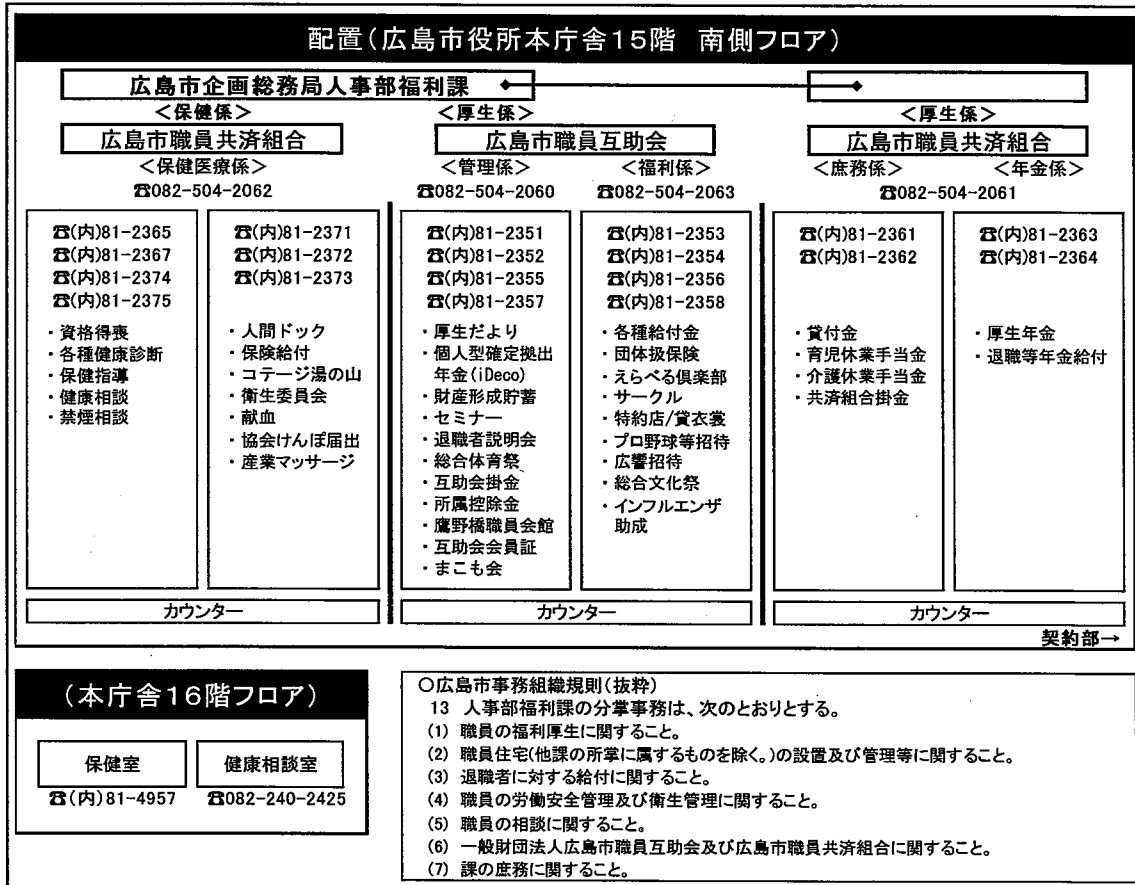 配置(広島市役所本庁舎15階 南側フロア)
広島市企画総務局人事部福利課
<保健係> <厚生係> <厚生係>
広島市職員共済組合 広島市職員互助会 広島市職員共済組合
<保健医療係> <管理係> <福利係> <庶務係> <年金係>
☎082-504-2062 ☎082-504-2060 ☎082-504-2063 ☎082-504-2061
☎(内)81-2365
☎(内)81-2367
☎(内)81-2374
☎(内)81-2375
・資格得喪
・各種健康診断
・保健指導
・健康相談
・禁煙相談
☎(内)81-2371
☎(内)81-2372
☎(内)81-2373
・人間ドック
・保険給付
・コテージ湯の山
・衛生委員会
・献血
・協会けんぽ届出
・産業マッサージ
☎(内)81-2351
☎(内)81-2352
☎(内)81-2355
☎(内)81-2357
・厚生だより
・個人型確定拠出
年金(iDeco)
・財産形成貯蓄
・セミナー
・退職者説明会
・総合体育祭
・互助会掛金
・所属控除金
・鷹野橋職員会館
・互助会会員証
・まこも会
☎(内)81-2353
☎(内)81-2354
☎(内)81-2356
☎(内)81-2358
・各種給付金
・団体扱保険
・えらべる倶楽部
・サークル
・特約店/貸衣裳
・プロ野球等招待
・広響招待
・総合文化祭
・インフルエンザ
助成
☎(内)81-2361
☎(内)81-2362
・貸付金
・育児休業手当金
・介護休業手当金
・共済組合掛金
☎(内)81-2363
☎(内)81-2364
・厚生年金
・退職等年金給付
カウンター カウンター カウンター
契約部→
(本庁舎16階フロア)
保健室 健康相談室
☎(内)81-4957 ☎082-240-2425
○広島市事務組織規則(抜粋)
13 人事部福利課の分掌事務は、次のとおりとする。
(1) 職員の福利厚生に関すること。
(2) 職員住宅(他課の所掌に属するものを除く。)の設置及び管理等に関すること。
(3) 退職者に対する給付に関すること。
(4) 職員の労働安全管理及び衛生管理に関すること。
(5) 職員の相談に関すること。
(6) 一般財団法人広島市職員互助会及び広島市職員共済組合に関すること。
(7) 課の庶務に関すること。